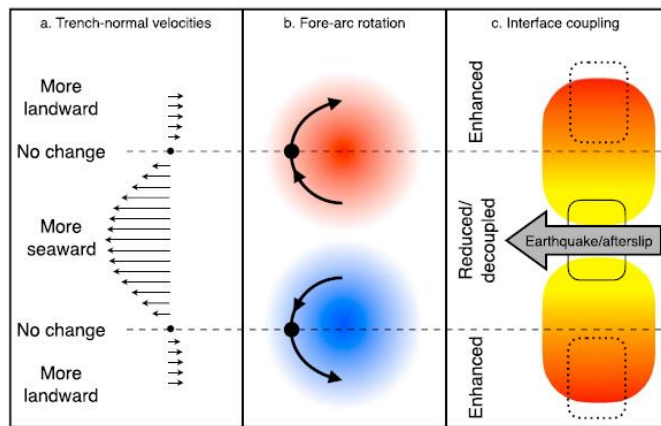 a. Trench-normal velocities
b. Fore-arc rotation
c. Interface coupling
More
landward
No change
More
seaward
No change
More
landward
Enhanced
Reduced/
decoupled
Enhanced
Earthquake/afterslip